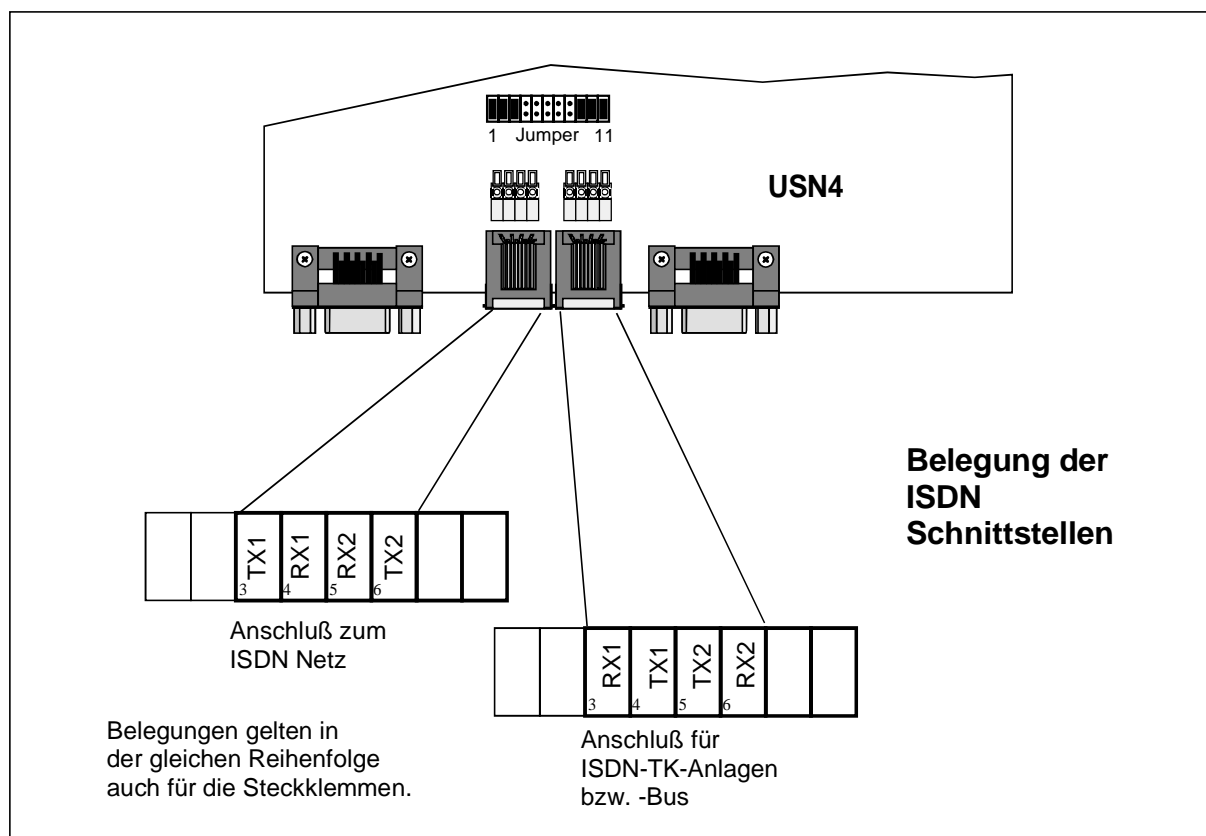 1 Jumper 11
USN4
Belegung der
ISDN
Schnittstellen
TX1 RX1 RX2 TX2
3 4 5 6
Anschluß zum
ISDN Netz
RX1 TX1 TX2 RX2
3 4 5 6
Anschluß für
ISDN-TK-Anlagen
bzw. -Bus
Belegungen gelten in
der gleichen Reihenfolge
auch für die Steckklemmen.